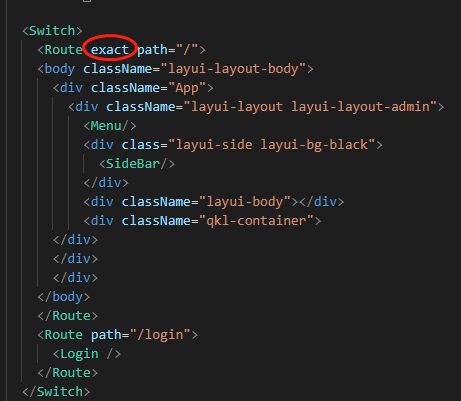 <Switch>
<Route exact path="/">
<body className="layui-layout-body">
<div className="App">
<div className="layui-layout layui-layout-admin">
<Menu/>
<div class="layui-side layui-bg-black">
<SideBar/>
</div>
<div className="layui-body"></div>
<div className="qkl-container">
</div>
</div>
</div>
</body>
</Route>
<Route path="/login">
<Login />
</Route>
</Switch>